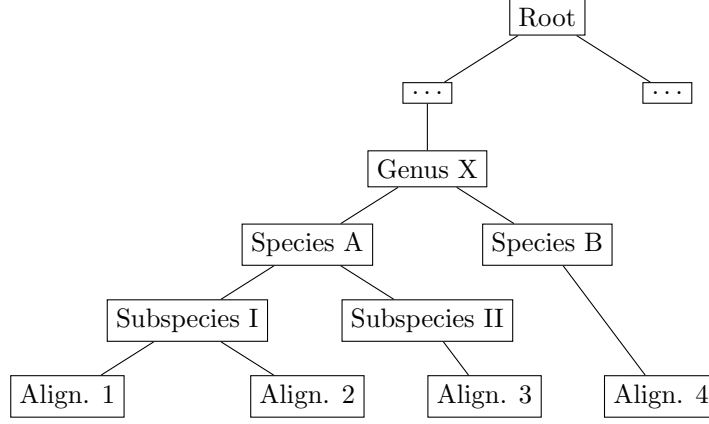 Root
··· ···
Genus X
Species A Species B
Subspecies I Subspecies II
Align. 1 Align. 2 Align. 3 Align. 4